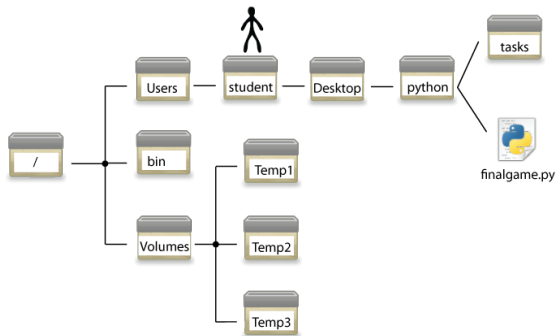 tasks
Users
student
Desktop
python
finalgame.py
/
bin
Temp1
Volumes
Temp2
Temp3